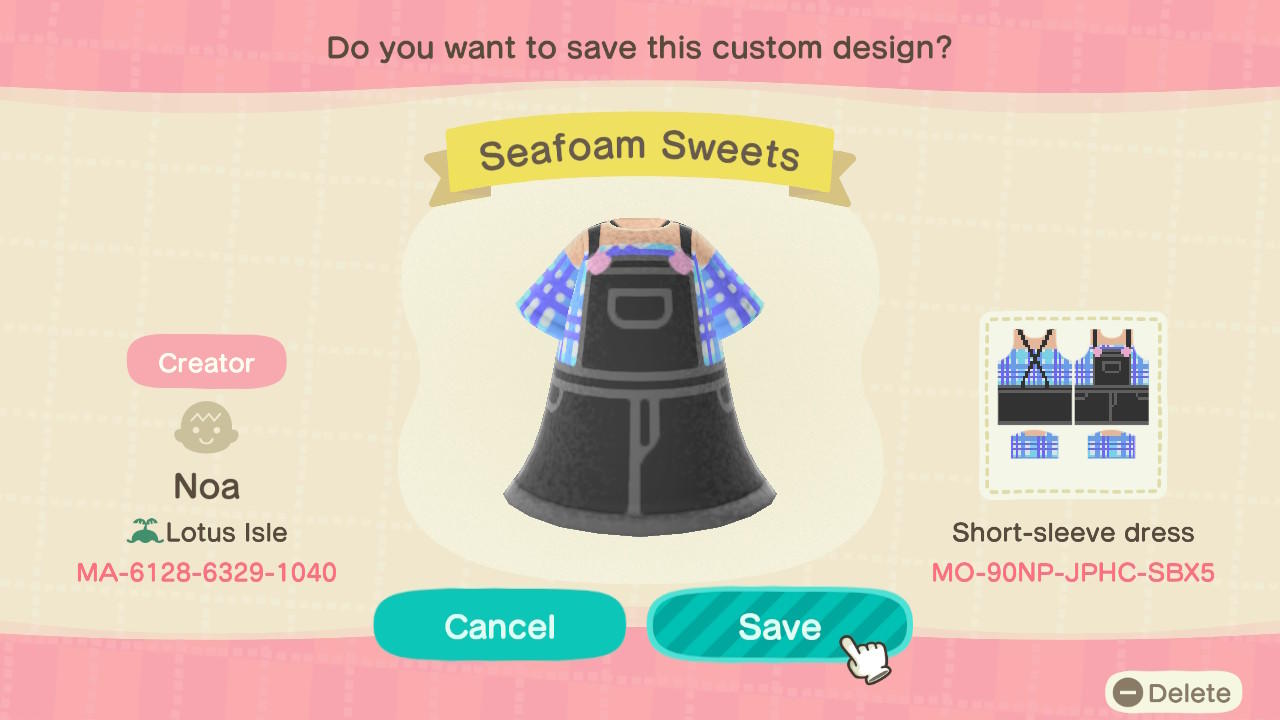 Do you want to save this custom design?
Seafoam Sweets
Creator
Noa
Lotus Isle
MA-6128-6329-1040
Short-sleeve dress
MO-90NP-JPHC-SBX5
Cancel
Save
Delete